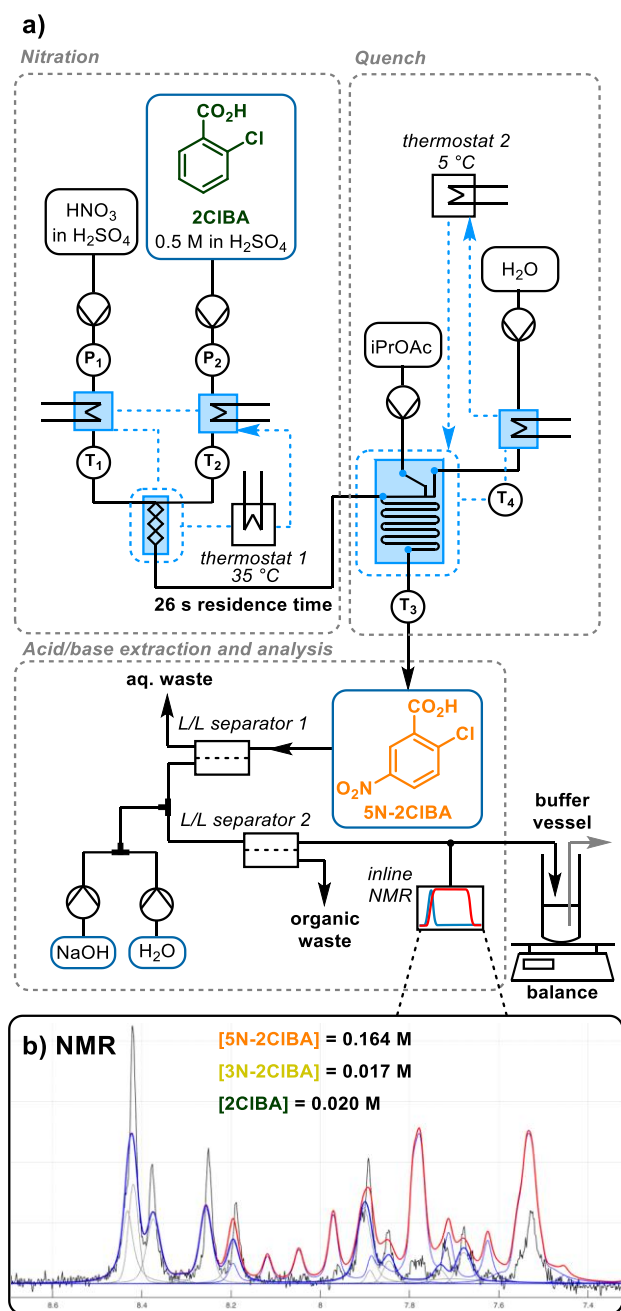 a)
Nitration
Quench
CO₂H
Cl
2ClBA
0.5 M in H₂SO₄
HNO₃
in H₂SO₄
thermostat 2
5 °C
H₂O
iPrOAc
P₁
P₂
T₁
T₂
T₄
thermostat 1
35 °C
26 s residence time
T₃
Acid/base extraction and analysis
aq. waste
L/L separator 1
CO₂H
Cl
O₂N
5N-2ClBA
L/L separator 2
buffer
vessel
inline
NMR
organic
waste
NaOH
H₂O
balance
b) NMR
[5N-2ClBA] = 0.164 M
[3N-2ClBA] = 0.017 M
[2ClBA] = 0.020 M
8.6 8.4 8.2 8 7.8 7.6 7.4